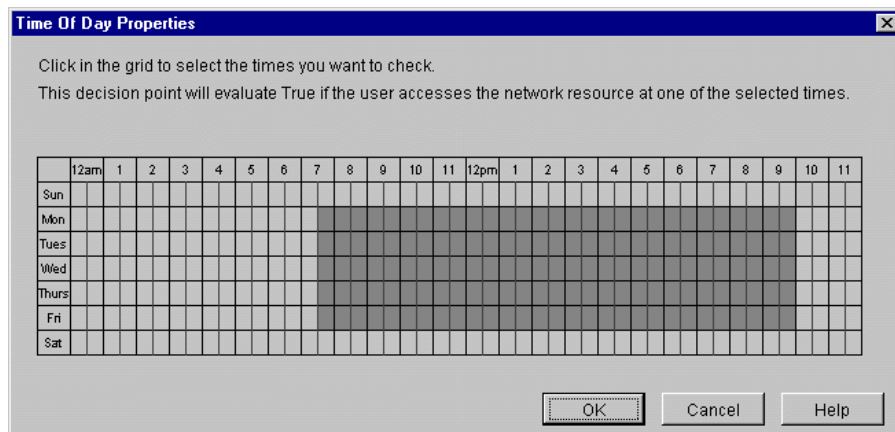 Time Of Day Properties
Click in the grid to select the times you want to check.
This decision point will evaluate True if the user accesses the network resource at one of the selected times.
12am 1 2 3 4 5 6 7 8 9 10 11 12pm 1 2 3 4 5 6 7 8 9 10 11
Sun
Mon
Tues
Wed
Thurs
Fri
Sat
OK Cancel Help